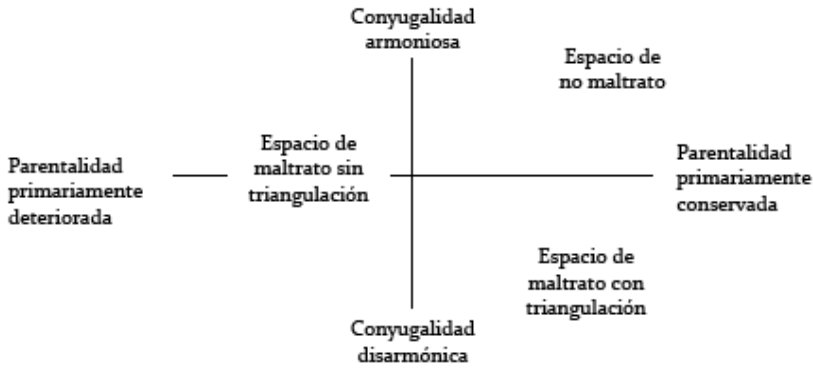 Conyugalidad
armoniosa
Espacio de
no maltrato
Parentalidad
primariamente
deteriorada
Espacio de
maltrato sin
triangulación
Parentalidad
primariamente
conservada
Espacio de
maltrato con
triangulación
Conyugalidad
disarmónica